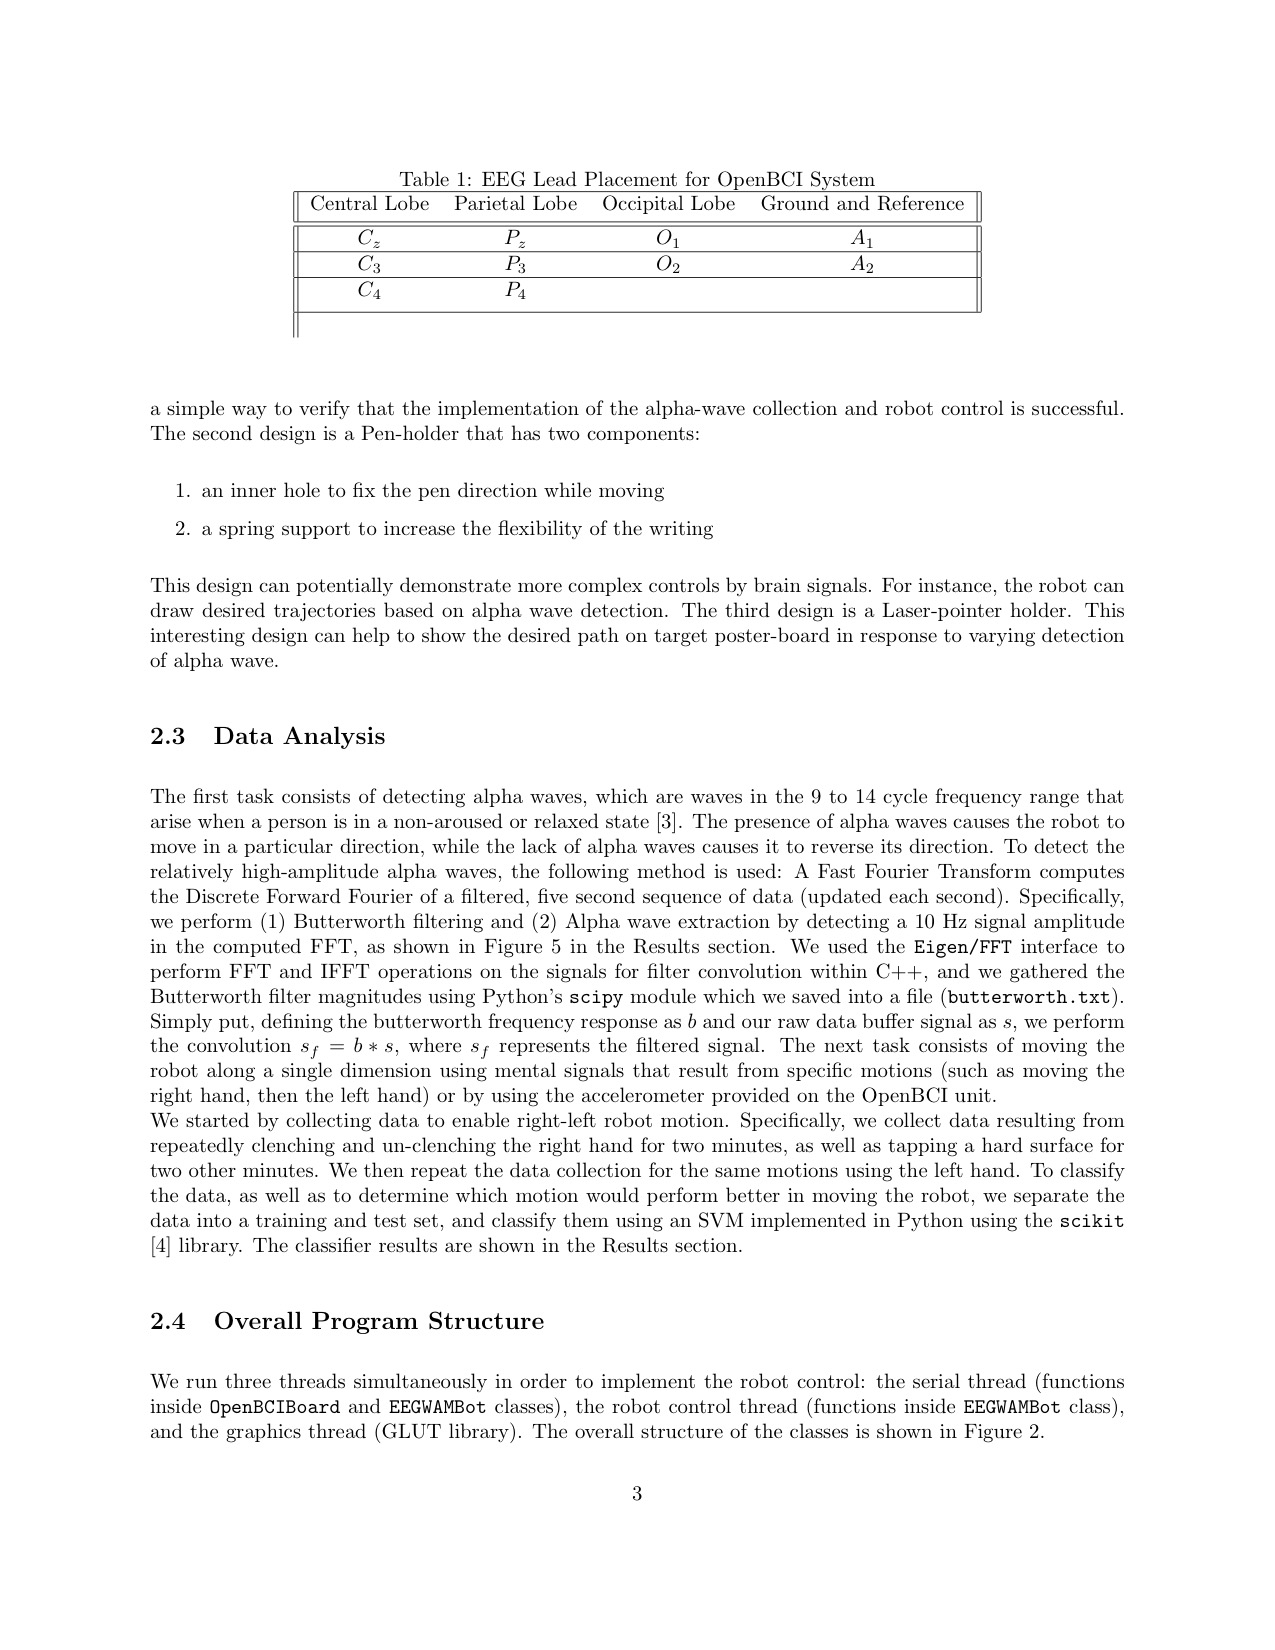 Table 1: EEG Lead Placement for OpenBCI System
Central Lobe Parietal Lobe Occipital Lobe Ground and Reference
C_z P_z O_1 A_1
C_3 P_3 O_2 A_2
C_4 P_4
a simple way to verify that the implementation of the alpha-wave collection and robot control is successful.
The second design is a Pen-holder that has two components:
1. an inner hole to fix the pen direction while moving
2. a spring support to increase the flexibility of the writing
This design can potentially demonstrate more complex controls by brain signals. For instance, the robot can
draw desired trajectories based on alpha wave detection. The third design is a Laser-pointer holder. This
interesting design can help to show the desired path on target poster-board in response to varying detection
of alpha wave.
2.3 Data Analysis
The first task consists of detecting alpha waves, which are waves in the 9 to 14 cycle frequency range that
arise when a person is in a non-aroused or relaxed state [3]. The presence of alpha waves causes the robot to
move in a particular direction, while the lack of alpha waves causes it to reverse its direction. To detect the
relatively high-amplitude alpha waves, the following method is used: A Fast Fourier Transform computes
the Discrete Forward Fourier of a filtered, five second sequence of data (updated each second). Specifically,
we perform (1) Butterworth filtering and (2) Alpha wave extraction by detecting a 10 Hz signal amplitude
in the computed FFT, as shown in Figure 5 in the Results section. We used the Eigen/FFT interface to
perform FFT and IFFT operations on the signals for filter convolution within C++, and we gathered the
Butterworth filter magnitudes using Python's scipy module which we saved into a file (butterworth.txt).
Simply put, defining the butterworth frequency response as b and our raw data buffer signal as s, we perform
the convolution s_f = b * s, where s_f represents the filtered signal. The next task consists of moving the
robot along a single dimension using mental signals that result from specific motions (such as moving the
right hand, then the left hand) or by using the accelerometer provided on the OpenBCI unit.
We started by collecting data to enable right-left robot motion. Specifically, we collect data resulting from
repeatedly clenching and un-clenching the right hand for two minutes, as well as tapping a hard surface for
two other minutes. We then repeat the data collection for the same motions using the left hand. To classify
the data, as well as to determine which motion would perform better in moving the robot, we separate the
data into a training and test set, and classify them using an SVM implemented in Python using the scikit
[4] library. The classifier results are shown in the Results section.
2.4 Overall Program Structure
We run three threads simultaneously in order to implement the robot control: the serial thread (functions
inside OpenBCIBoard and EEGWAMBot classes), the robot control thread (functions inside EEGWAMBot class),
and the graphics thread (GLUT library). The overall structure of the classes is shown in Figure 2.
3